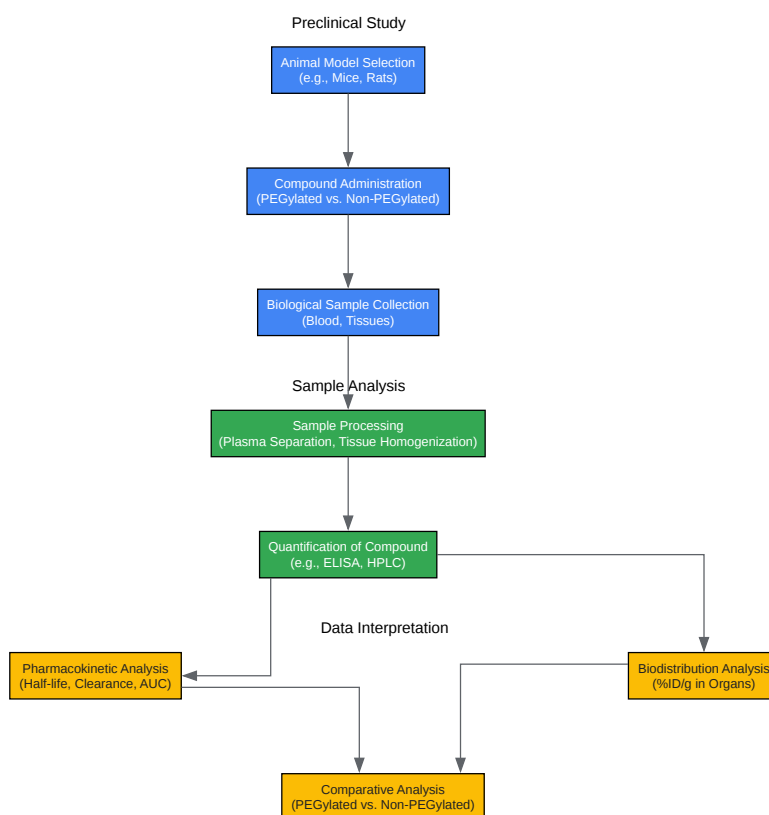 Preclinical Study
Animal Model Selection
(e.g., Mice, Rats)
Compound Administration
(PEGylated vs. Non-PEGylated)
Biological Sample Collection
(Blood, Tissues)
Sample Analysis
Sample Processing
(Plasma Separation, Tissue Homogenization)
Quantification of Compound
(e.g., ELISA, HPLC)
Data Interpretation
Pharmacokinetic Analysis
(Half-life, Clearance, AUC)
Biodistribution Analysis
(%ID/g in Organs)
Comparative Analysis
(PEGylated vs. Non-PEGylated)